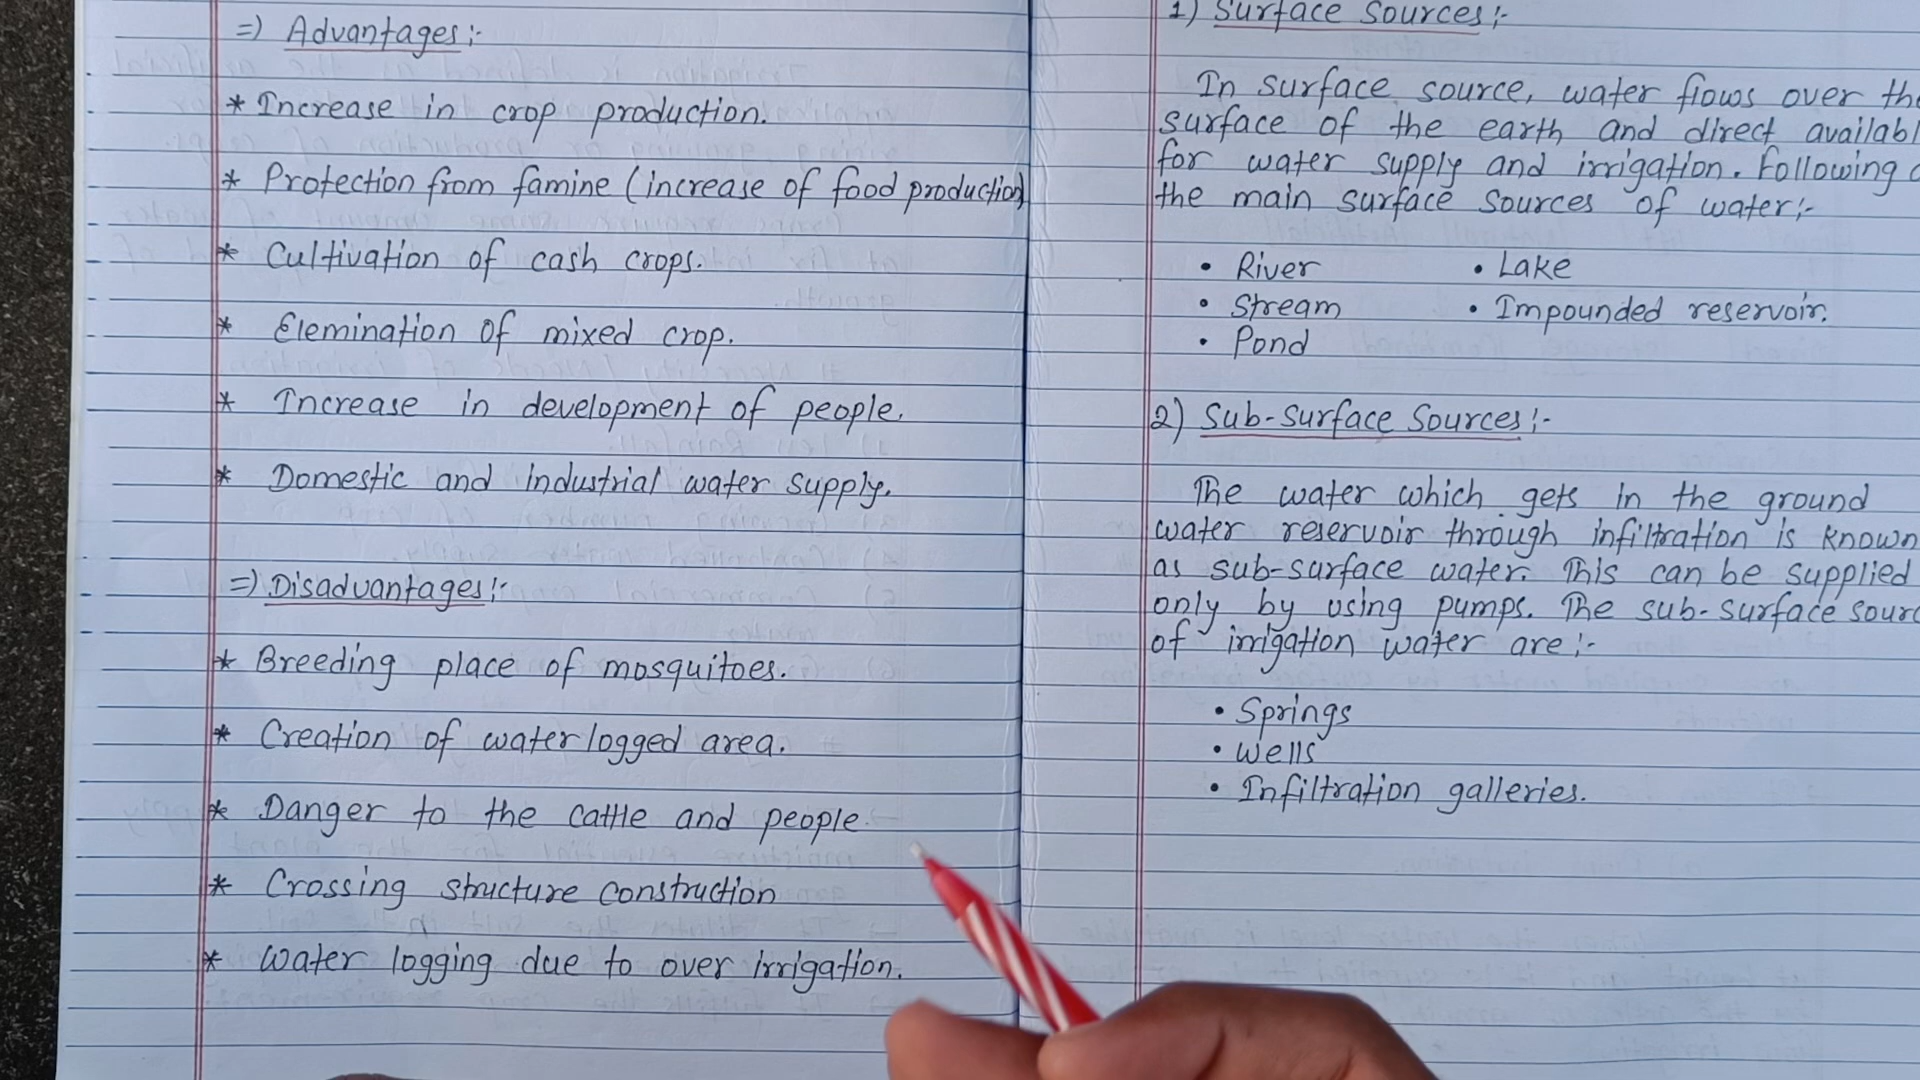 =) Advantages :-
* Increase in crop production.
* Protection from famine (increase of food production)
* Cultivation of cash crops.
* Elemination of mixed crop.
* Increase in development of people.
* Domestic and industrial water supply.
=) Disadvantages :-
* Breeding place of mosquitoes.
* Creation of water logged area.
* Danger to the cattle and people
* Crossing structure construction
* Water logging due to over irrigation.
1) Surface Sources :-
In surface source, water flows over the
surface of the earth and direct availabl
for water supply and irrigation. Following
the main surface sources of water :-
• River • Lake
• Stream • Impounded reservoir.
• Pond
2) Sub-surface Sources :-
The water which gets in the ground
water reservoir through infiltration is known
as sub-surface water. This can be supplied
only by using pumps. The sub-surface sourc
of irrigation water are :-
• Springs
• Wells
• Infiltration galleries.